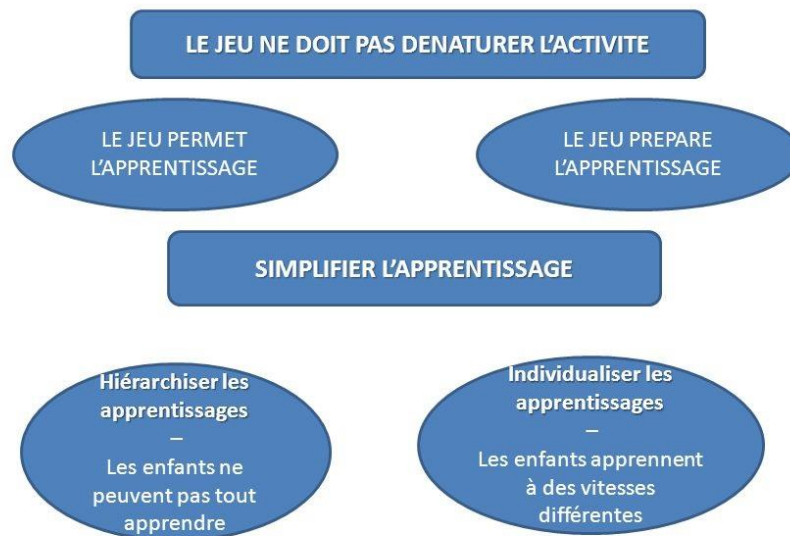 LE JEU NE DOIT PAS DENATURER L'ACTIVITE
LE JEU PERMET
L'APPRENTISSAGE
LE JEU PREPARE
L'APPRENTISSAGE
SIMPLIFIER L'APPRENTISSAGE
Hiérarchiser les
apprentissages
–
Les enfants ne
peuvent pas tout
apprendre
Individualiser les
apprentissages
–
Les enfants apprennent
à des vitesses
différentes